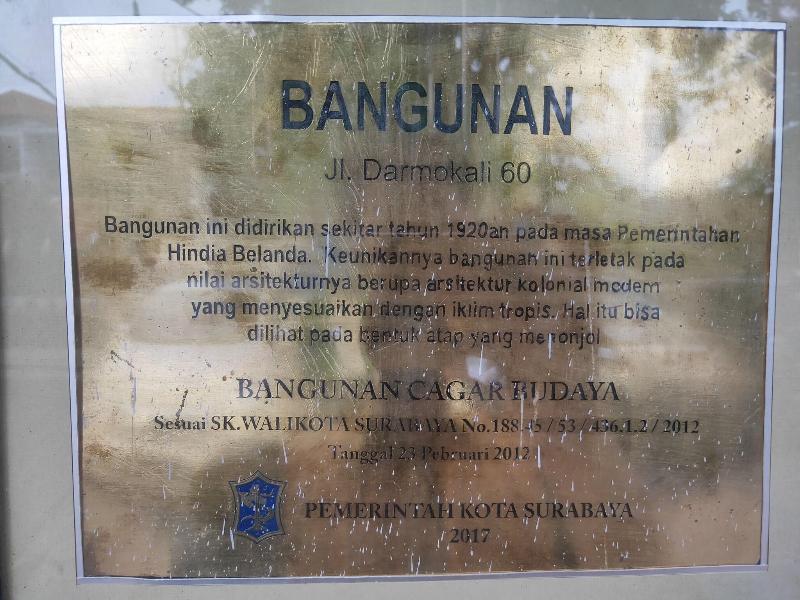 BANGUNAN
Jl. Darmokali 60
Bangunan ini didirikan sekitar tahun 1920an pada masa Pemerintahan
Hindia Belanda. Keunikannya bangunan ini terletak pada
nilai arsitekturnya berupa arsitektur kolonial modern
yang menyesuaikan dengan iklim tropis. Hal itu bisa
dilihat pada bentuk atap yang menonjol
BANGUNAN CAGAR BUDAYA
Sesuai SK.WALIKOTA SURABAYA No.188.45 / 53 / 436.1.2 / 2012
Tanggal 23 Pebruari 2012
PEMERINTAH KOTA SURABAYA
2017